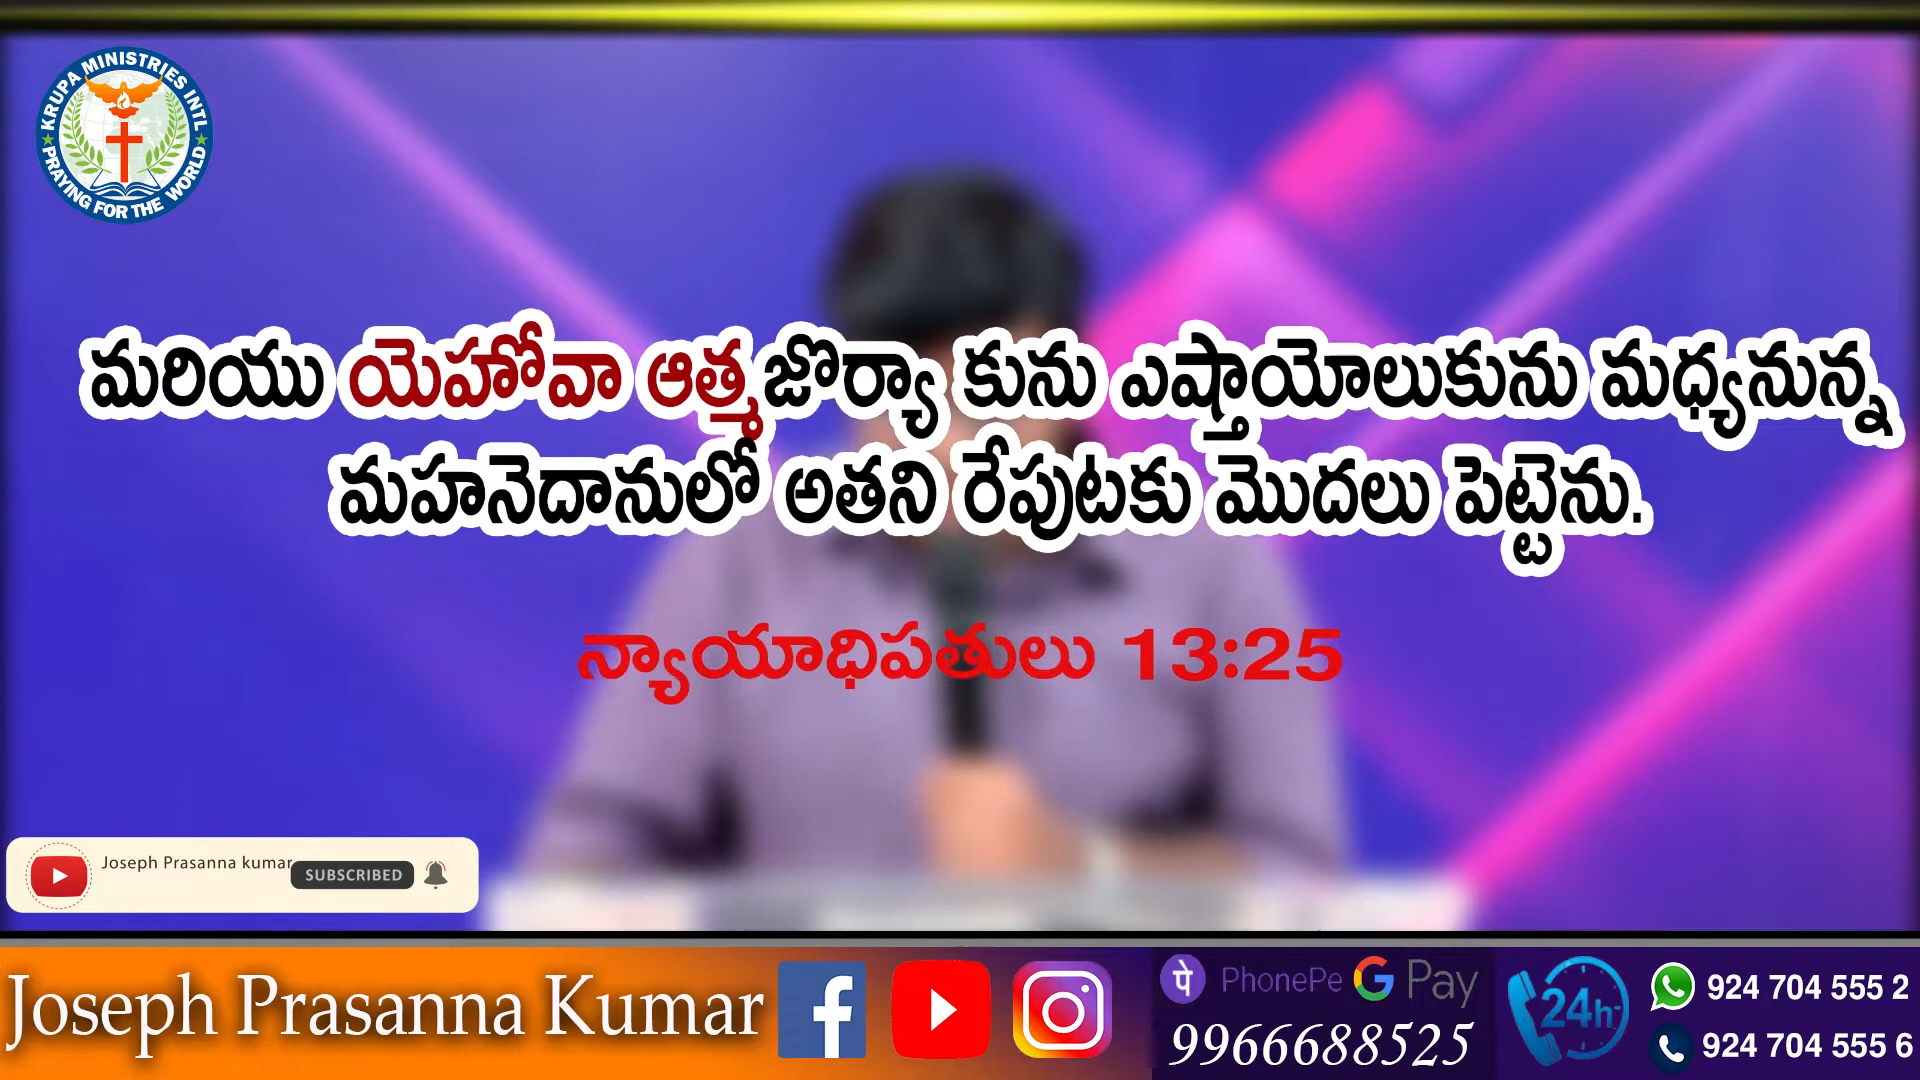 KRUPA MINISTRIES INTL
PRAYING FOR THE WORLD
మరియు యెహోవా ఆత్మ జొర్యా కును ఎష్తాయోలుకును మధ్యనున్న
మహనెదానులో అతని రేపుటకు మొదలు పెట్టెను.
న్యాయాధిపతులు 13:25
Joseph Prasanna kumar
SUBSCRIBED
Joseph Prasanna Kumar
पे PhonePe G Pay
9966688525
24h
924 704 555 2
924 704 555 6